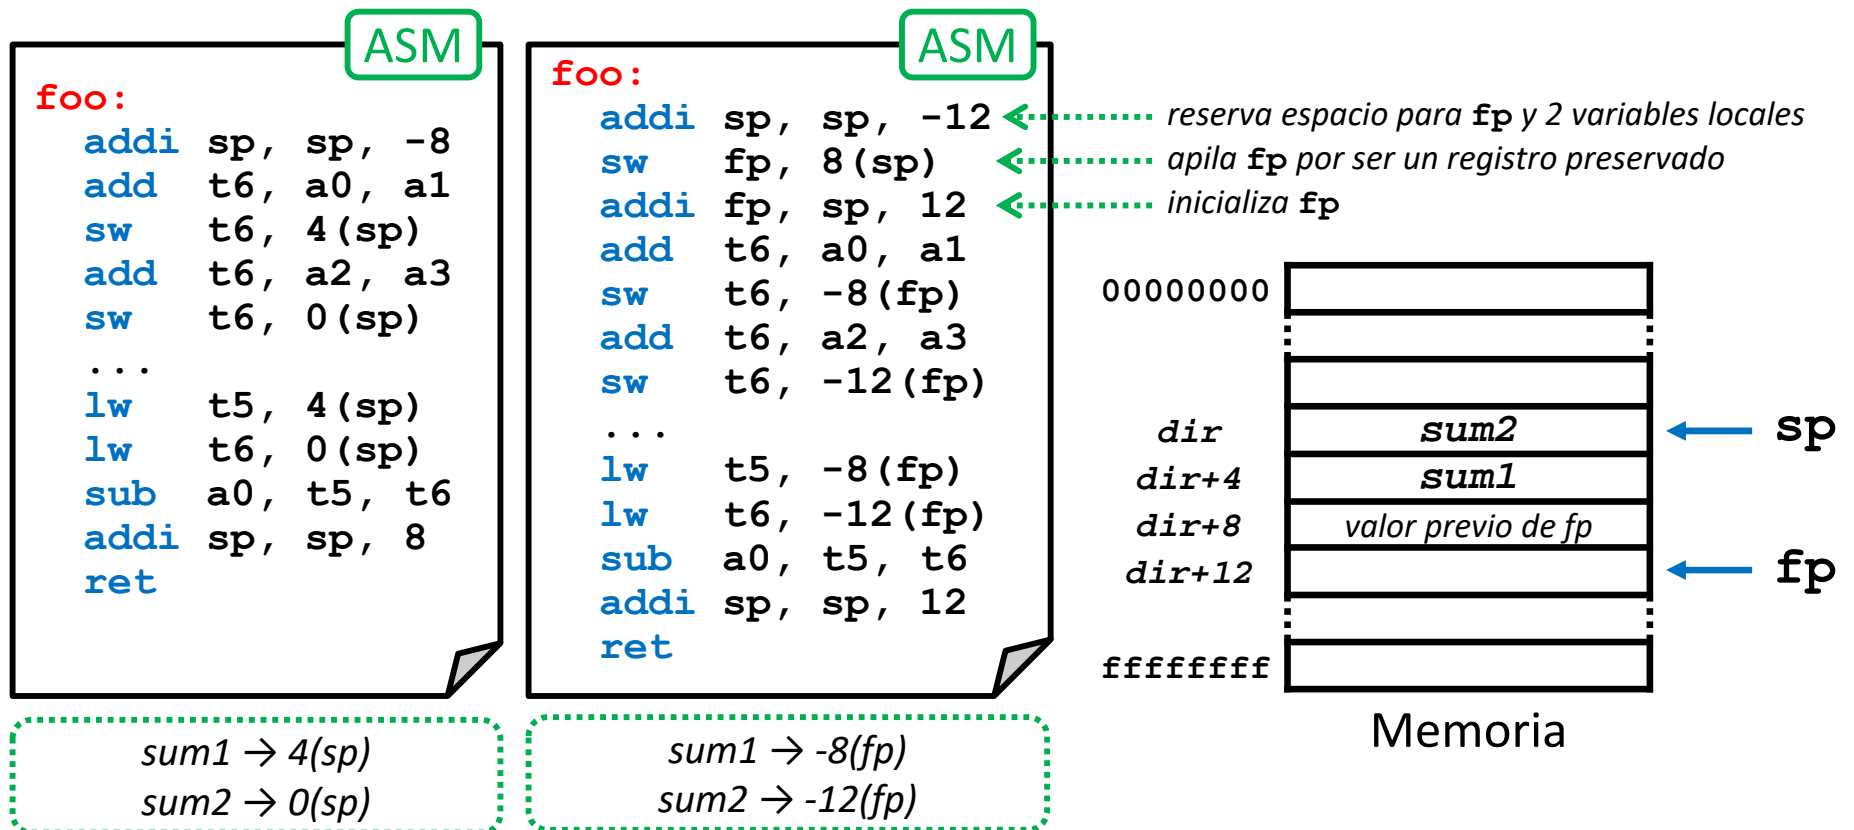 ASM
foo:
addi sp, sp, -8
add t6, a0, a1
sw t6, 4(sp)
add t6, a2, a3
sw t6, 0(sp)
...
lw t5, 4(sp)
lw t6, 0(sp)
sub a0, t5, t6
addi sp, sp, 8
ret
sum1 → 4(sp)
sum2 → 0(sp)
ASM
foo:
addi sp, sp, -12
sw fp, 8(sp)
addi fp, sp, 12
add t6, a0, a1
sw t6, -8(fp)
add t6, a2, a3
sw t6, -12(fp)
...
lw t5, -8(fp)
lw t6, -12(fp)
sub a0, t5, t6
addi sp, sp, 12
ret
sum1 → -8(fp)
sum2 → -12(fp)
reserva espacio para fp y 2 variables locales
apila fp por ser un registro preservado
inicializa fp
00000000
dir sum2 sp
dir+4 sum1
dir+8 valor previo de fp
dir+12 fp
ffffffff
Memoria